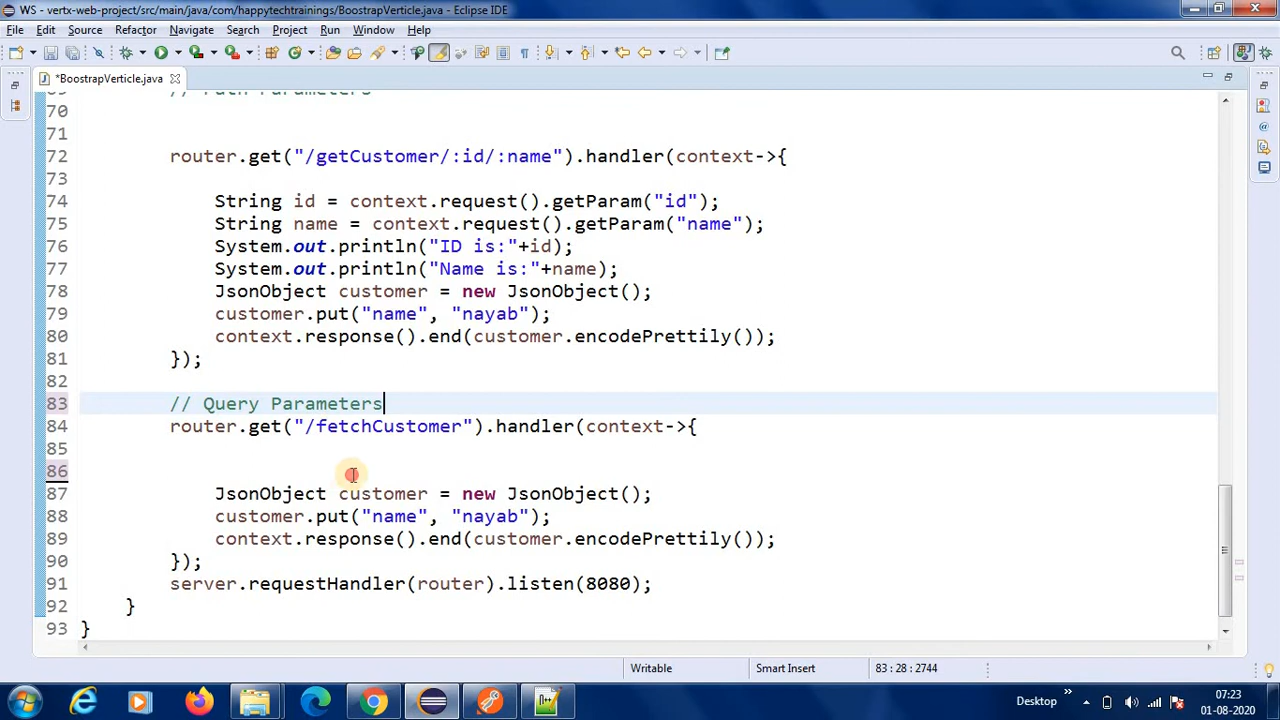 WS - vertx-web-project/src/main/java/com/happytechtrainings/BoostrapVerticle.java - Eclipse IDE
File Edit Source Refactor Navigate Search Project Run Window Help
*BoostrapVerticle.java
69 // Path Parameters
70
71
72 router.get("/getCustomer/:id/:name").handler(context->{
73
74 String id = context.request().getParam("id");
75 String name = context.request().getParam("name");
76 System.out.println("ID is:"+id);
77 System.out.println("Name is:"+name);
78 JsonObject customer = new JsonObject();
79 customer.put("name", "nayab");
80 context.response().end(customer.encodePrettily());
81 });
82
83 // Query Parameters
84 router.get("/fetchCustomer").handler(context->{
85
86
87 JsonObject customer = new JsonObject();
88 customer.put("name", "nayab");
89 context.response().end(customer.encodePrettily());
90 });
91 server.requestHandler(router).listen(8080);
92 }
93 }
Writable Smart Insert 83 : 28 : 2744
Desktop » 07:23
01-08-2020